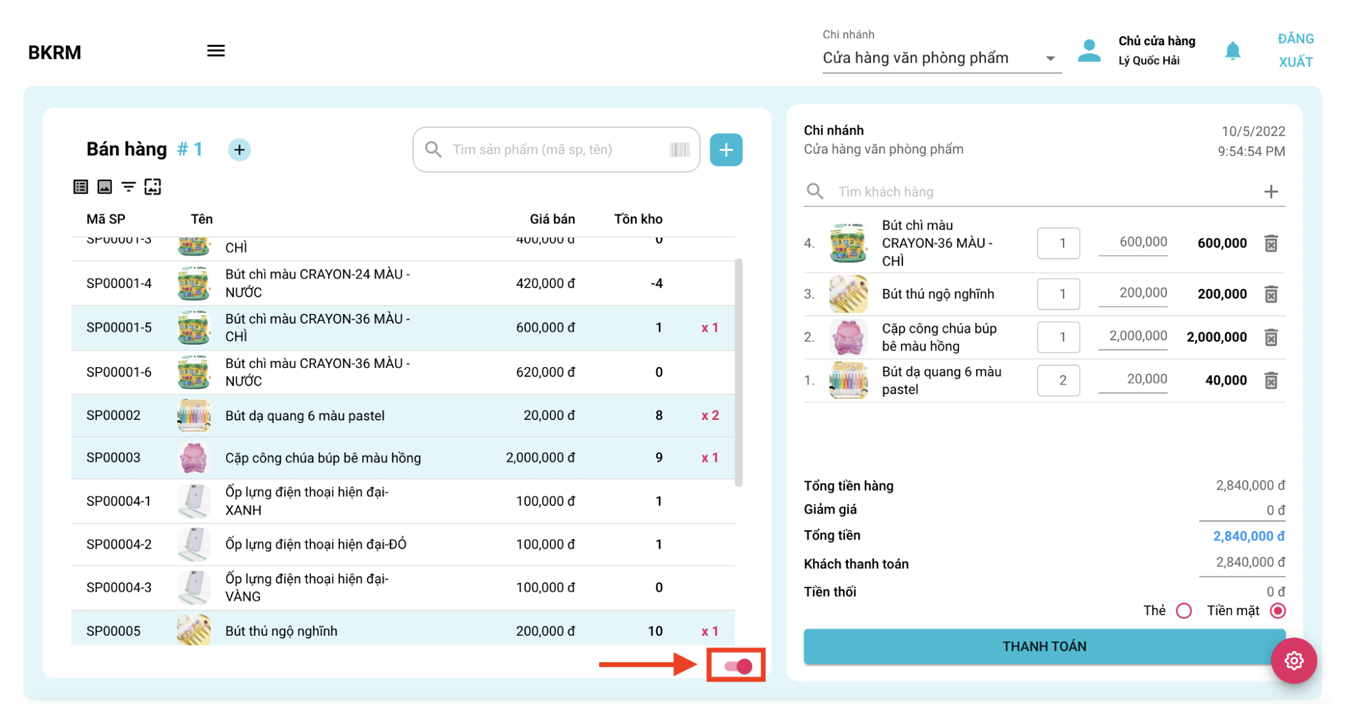 BKRM
Chi nhánh
Cửa hàng văn phòng phẩm
Chủ cửa hàng
Lý Quốc Hải
ĐĂNG
XUẤT
Bán hàng # 1 +
Tìm sản phẩm (mã sp, tên)
Mã SP Tên Giá bán Tồn kho
SP00001-3 CHÌ 400,000 đ 0
SP00001-4 Bút chì màu CRAYON-24 MÀU -
NƯỚC 420,000 đ -4
SP00001-5 Bút chì màu CRAYON-36 MÀU -
CHÌ 600,000 đ 1 x 1
SP00001-6 Bút chì màu CRAYON-36 MÀU -
NƯỚC 620,000 đ 0
SP00002 Bút dạ quang 6 màu pastel 20,000 đ 8 x 2
SP00003 Cặp công chúa búp bê màu hồng 2,000,000 đ 9 x 1
SP00004-1 Ốp lựng điện thoại hiện đại-
XANH 100,000 đ 1
SP00004-2 Ốp lựng điện thoại hiện đại-ĐỎ 100,000 đ 1
SP00004-3 Ốp lựng điện thoại hiện đại-
VÀNG 100,000 đ 0
SP00005 Bút thú ngộ nghĩnh 200,000 đ 10 x 1
Chi nhánh 10/5/2022
Cửa hàng văn phòng phẩm 9:54:54 PM
Tìm khách hàng
4. Bút chì màu
CRAYON-36 MÀU -
CHÌ 1 600,000 600,000
3. Bút thú ngộ nghĩnh 1 200,000 200,000
2. Cặp công chúa búp
bê màu hồng 1 2,000,000 2,000,000
1. Bút dạ quang 6 màu
pastel 2 20,000 40,000
Tổng tiền hàng 2,840,000 đ
Giảm giá 0 đ
Tổng tiền 2,840,000 đ
Khách thanh toán 2,840,000 đ
Tiền thối 0 đ
Thẻ Tiền mặt
THANH TOÁN